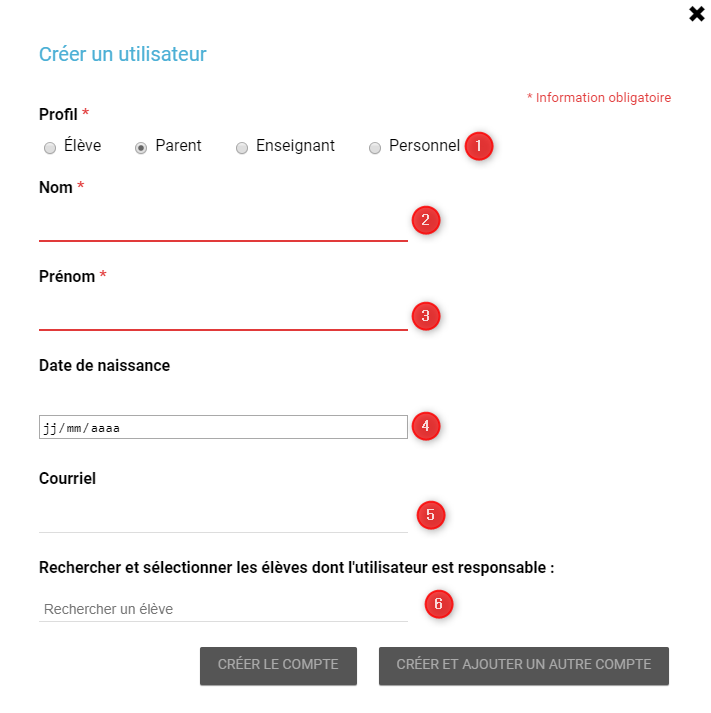 ✖
Créer un utilisateur
* Information obligatoire
Profil *
Élève Parent Enseignant Personnel 1
Nom *
2
Prénom *
3
Date de naissance
jj/mm/aaaa 4
Courriel
5
Rechercher et sélectionner les élèves dont l'utilisateur est responsable :
Rechercher un élève 6
CRÉER LE COMPTE CRÉER ET AJOUTER UN AUTRE COMPTE